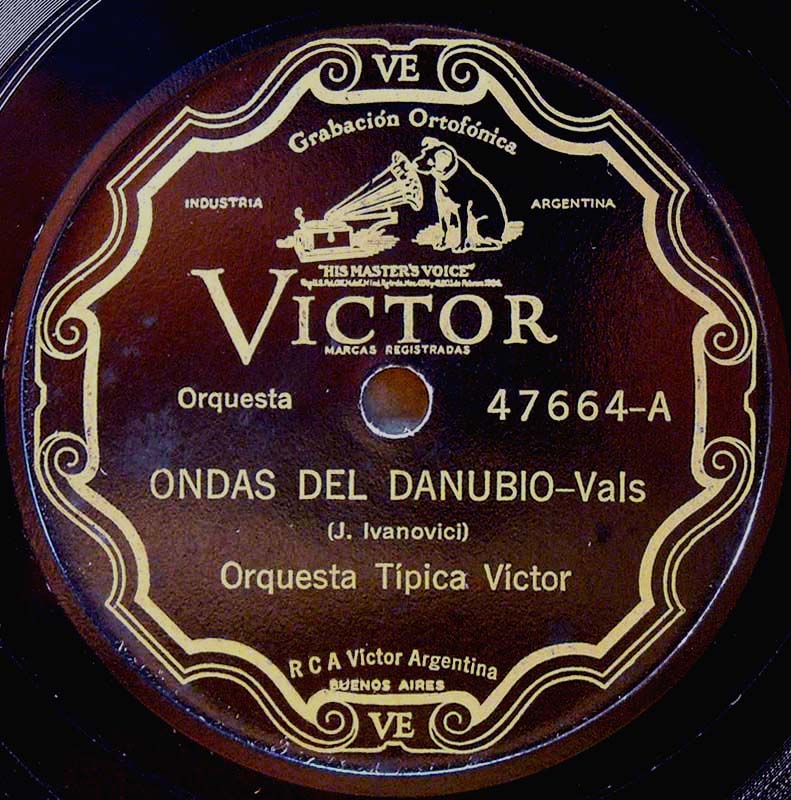 VE
Grabación Ortofónica
INDUSTRIA
ARGENTINA
"HIS MASTER'S VOICE"
VICTOR
MARCAS REGISTRADAS
Orquesta
47664-A
ONDAS DEL DANUBIO-Vals
(J. Ivanovici)
Orquesta Típica Víctor
R C A Víctor Argentina
BUENOS AIRES
VE